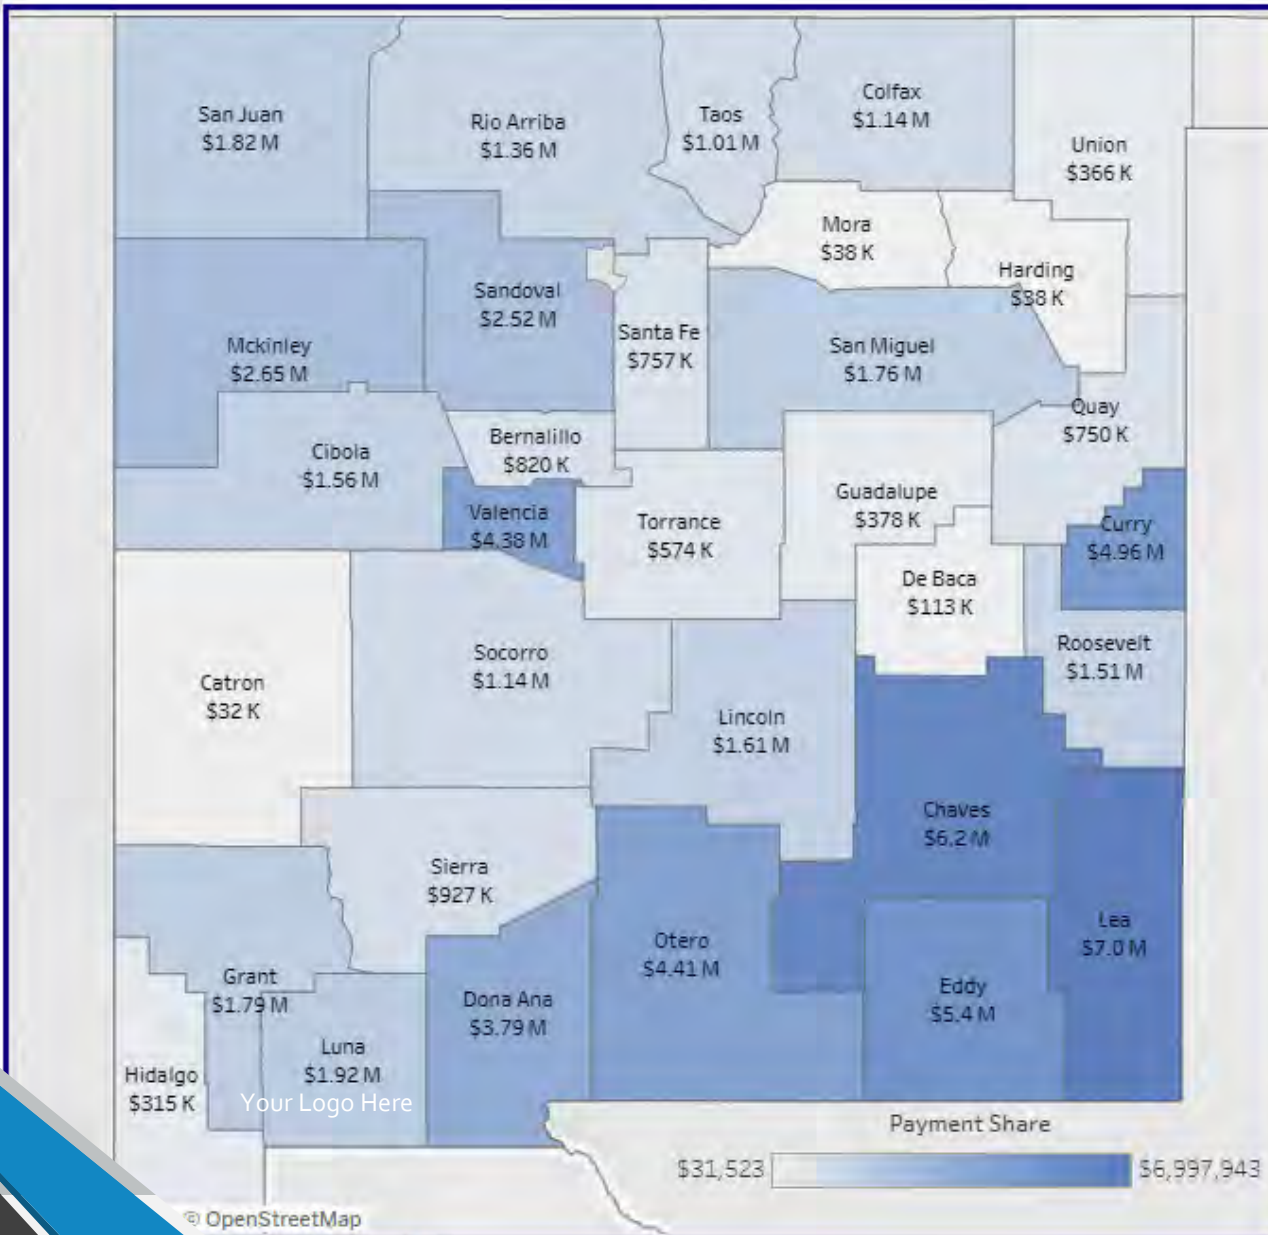 San Juan
$1.82 M
Rio Arriba
$1.36 M
Taos
$1.01 M
Colfax
$1.14 M
Union
$366 K
Mora
$38 K
Harding
$38 K
Sandoval
$2.52 M
Santa Fe
$757 K
San Miguel
$1.76 M
Mckinley
$2.65 M
Quay
$750 K
Cibola
$1.56 M
Bernalillo
$820 K
Guadalupe
$378 K
Valencia
$4.38 M
Torrance
$574 K
Curry
$4.96 M
De Baca
$113 K
Roosevelt
$1.51 M
Catron
$32 K
Socorro
$1.14 M
Lincoln
$1.61 M
Chaves
$6.2 M
Sierra
$927 K
Lea
$7.0 M
Otero
$4.41 M
Grant
$1.79 M
Dona Ana
$3.79 M
Eddy
$5.4 M
Luna
$1.92 M
Hidalgo
$315 K
Your Logo Here
Payment Share
$31,523
$6,997,943
© OpenStreetMap